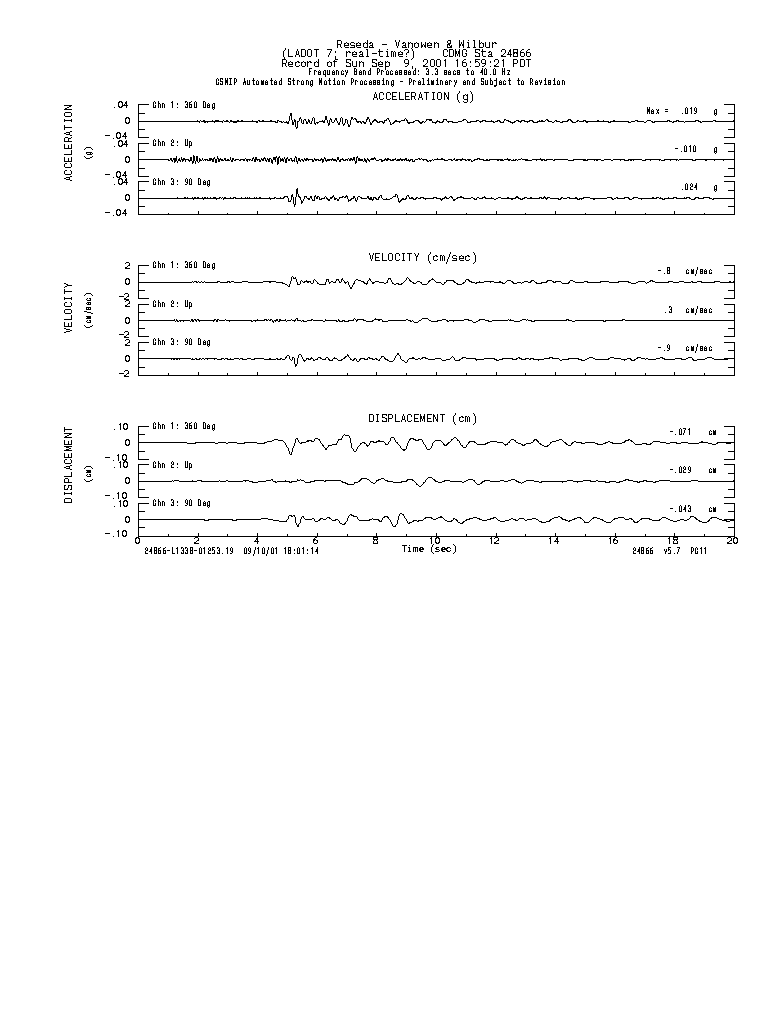 Reseda - Vanowen & Wilbur
(LADOT 7; real-time?) CDMG Sta 24866
Record of Sun Sep 9, 2001 16:59:21 PDT
Frequency Band Processed: 3.3 secs to 40.0 Hz
CSMIP Automated Strong Motion Processing - Preliminary and Subject to Revision
ACCELERATION (g)
ACCELERATION
(g)
.04
0
-.04
Chn 1: 360 Deg
Max = .019 g
.04
0
-.04
Chn 2: Up
-.010 g
.04
0
-.04
Chn 3: 90 Deg
.024 g
VELOCITY (cm/sec)
VELOCITY
(cm/sec)
2
0
-2
Chn 1: 360 Deg
-.8 cm/sec
2
0
-2
Chn 2: Up
.3 cm/sec
2
0
-2
Chn 3: 90 Deg
-.9 cm/sec
DISPLACEMENT (cm)
DISPLACEMENT
(cm)
.10
0
-.10
Chn 1: 360 Deg
-.071 cm
.10
0
-.10
Chn 2: Up
-.029 cm
.10
0
-.10
Chn 3: 90 Deg
-.043 cm
0 2 4 6 8 10 12 14 16 18 20
Time (sec)
24866-L1338-01253.19 09/10/01 18:01:14
24866 v5.7 PC11